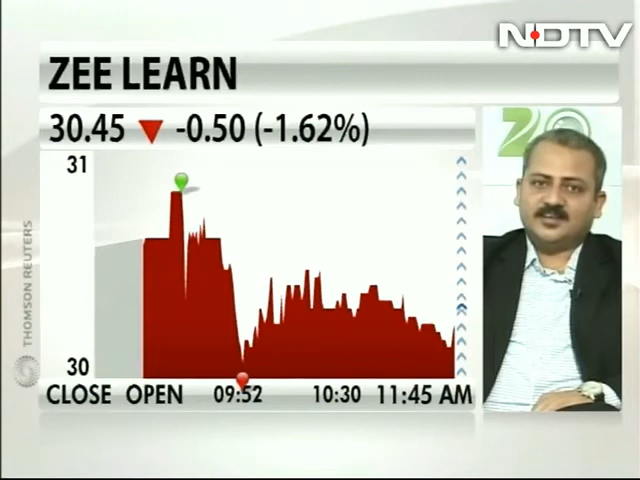 NDTV
ZEE LEARN
30.45 -0.50 (-1.62%)
31
30
CLOSE OPEN 09:52 10:30 11:45 AM
THOMSON REUTERS